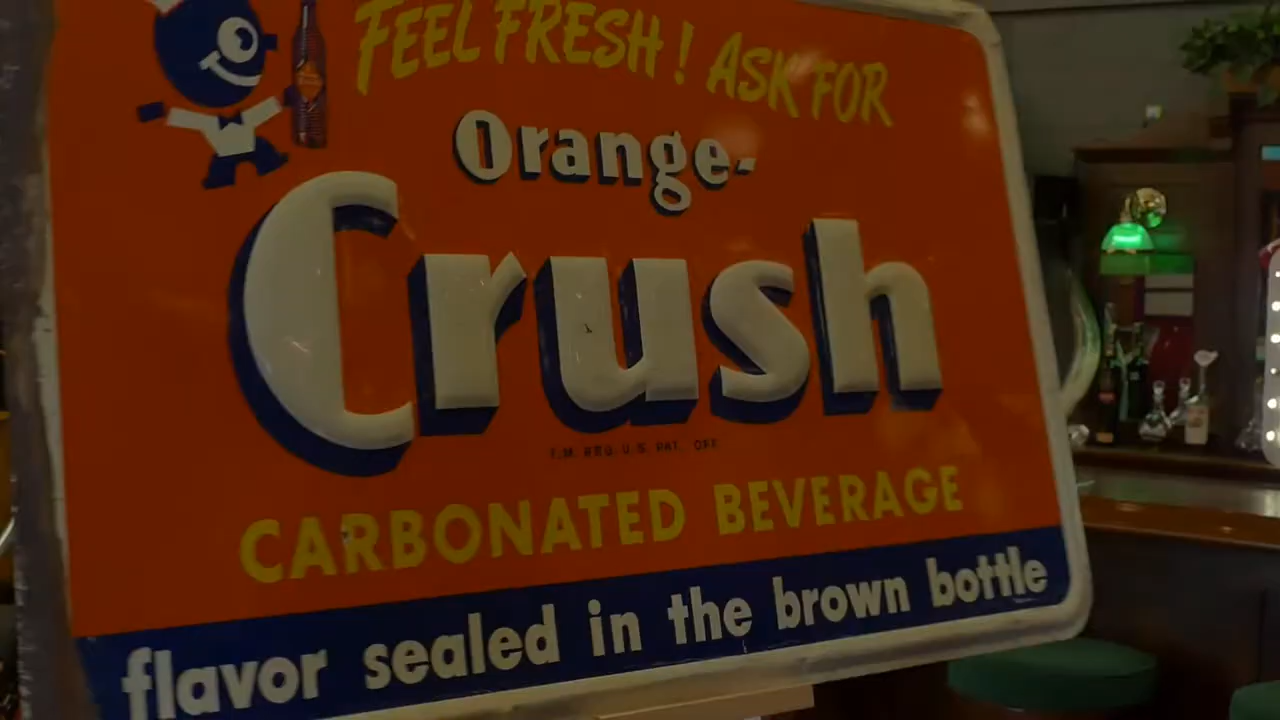 FEEL FRESH! ASK FOR
Orange-
Crush
T.M. REG. U.S. PAT. OFF.
CARBONATED BEVERAGE
flavor sealed in the brown bottle